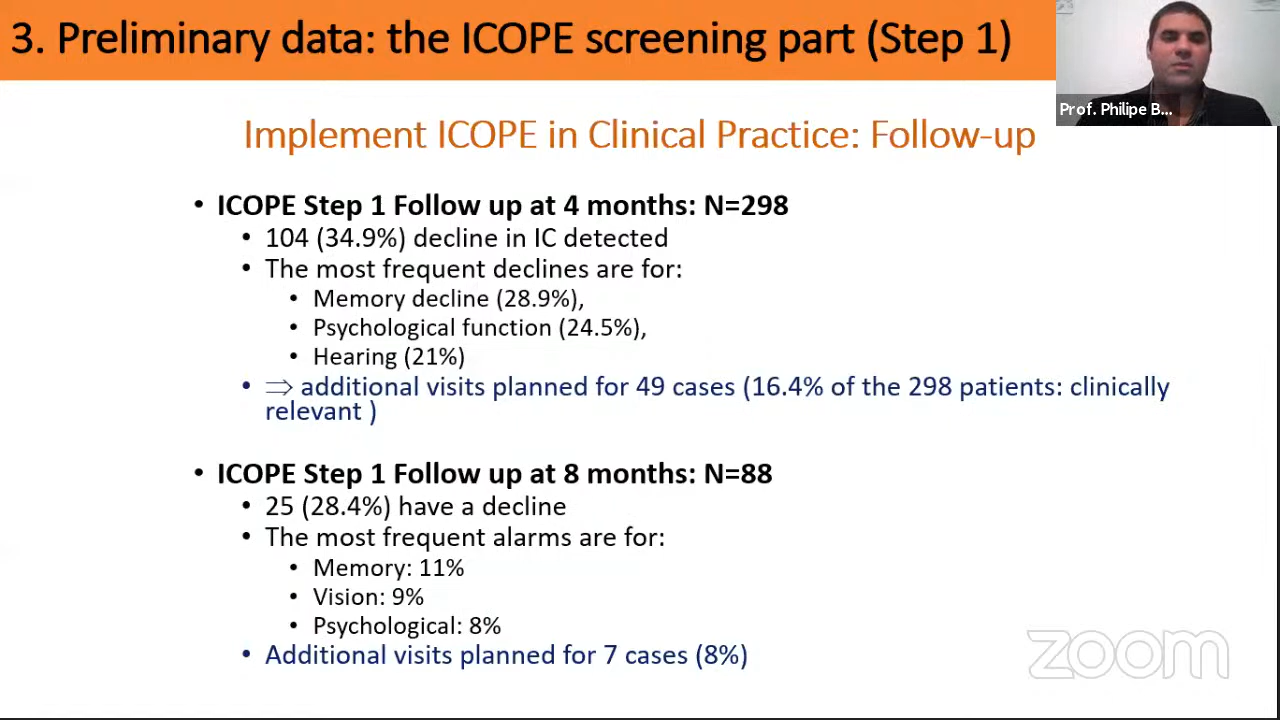 3. Preliminary data: the ICOPE screening part (Step 1)
Prof. Philipe B...
Implement ICOPE in Clinical Practice: Follow-up
• ICOPE Step 1 Follow up at 4 months: N=298
• 104 (34.9%) decline in IC detected
• The most frequent declines are for:
• Memory decline (28.9%),
• Psychological function (24.5%),
• Hearing (21%)
• ⇒ additional visits planned for 49 cases (16.4% of the 298 patients: clinically
relevant )
• ICOPE Step 1 Follow up at 8 months: N=88
• 25 (28.4%) have a decline
• The most frequent alarms are for:
• Memory: 11%
• Vision: 9%
• Psychological: 8%
• Additional visits planned for 7 cases (8%)
zoom